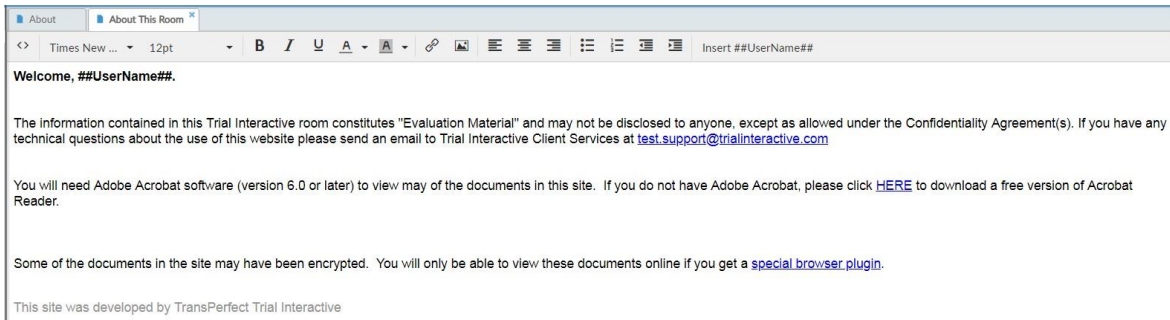 About
About This Room
Times New ... 12pt B I U A A Insert ##UserName##
Welcome, ##UserName##.
The information contained in this Trial Interactive room constitutes "Evaluation Material" and may not be disclosed to anyone, except as allowed under the Confidentiality Agreement(s). If you have any
technical questions about the use of this website please send an email to Trial Interactive Client Services at test.support@trialinteractive.com
You will need Adobe Acrobat software (version 6.0 or later) to view may of the documents in this site. If you do not have Adobe Acrobat, please click HERE to download a free version of Acrobat
Reader.
Some of the documents in the site may have been encrypted. You will only be able to view these documents online if you get a special browser plugin.
This site was developed by TransPerfect Trial Interactive